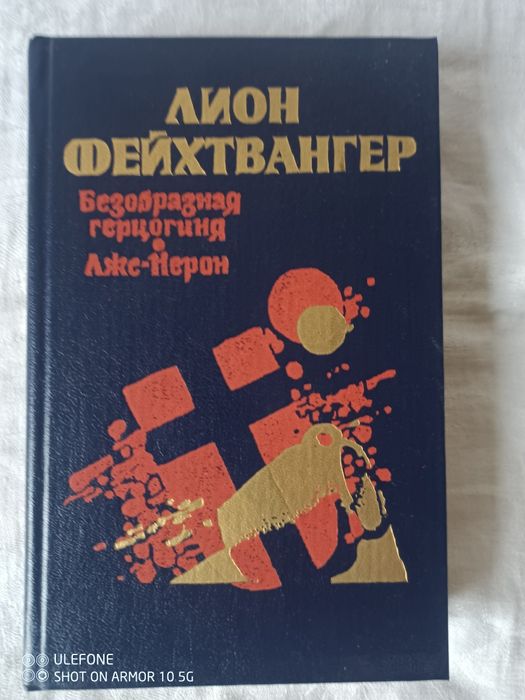 ЛИОН
ФЕЙХТВАНГЕР
Безобразная
герцогиня
Лже-Нерон
ULEFONE
SHOT ON ARMOR 10 5G